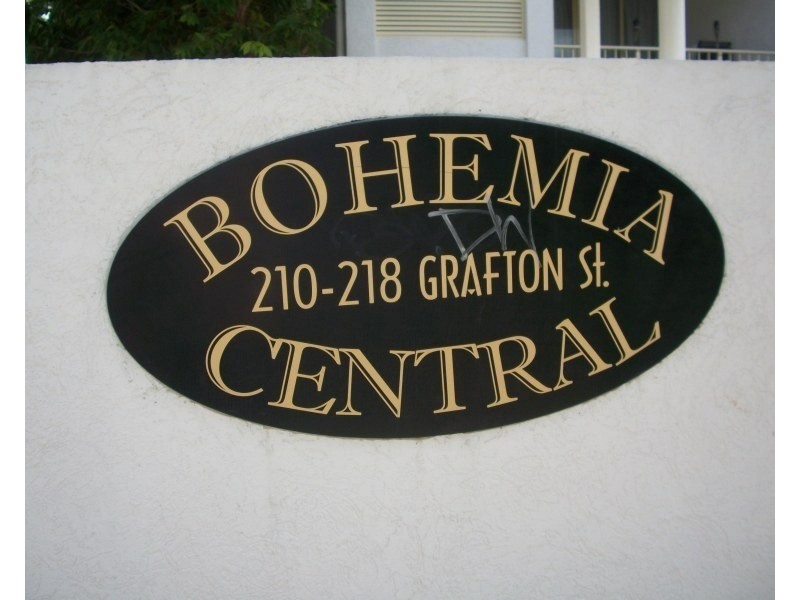 BOHEMIA
210-218 GRAFTON St.
CENTRAL